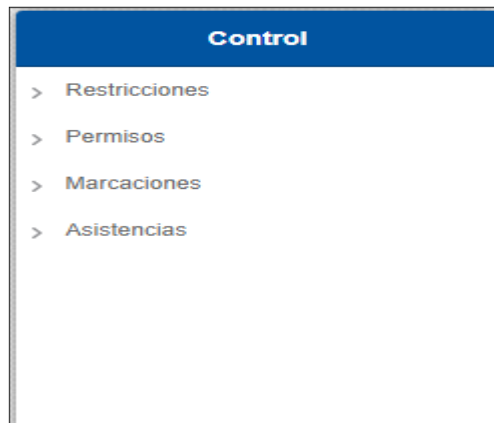 Control
Restricciones
Permisos
Marcaciones
Asistencias